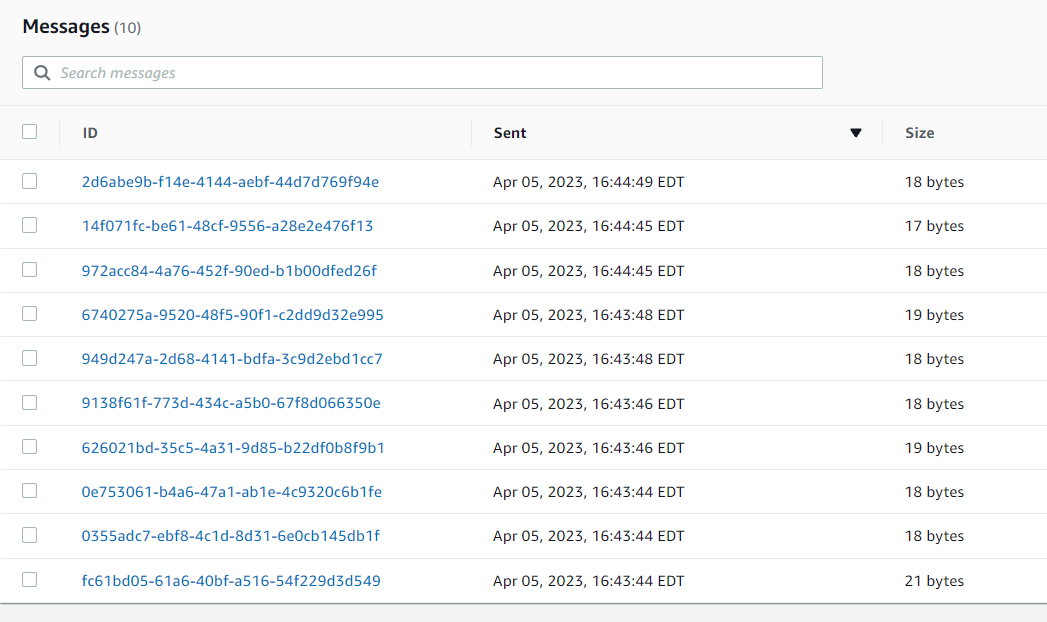 Messages (10)
Search messages
ID Sent Size
2d6abe9b-f14e-4144-aebf-44d7d769f94e Apr 05, 2023, 16:44:49 EDT 18 bytes
14f071fc-be61-48cf-9556-a28e2e476f13 Apr 05, 2023, 16:44:45 EDT 17 bytes
972acc84-4a76-452f-90ed-b1b00dfed26f Apr 05, 2023, 16:44:45 EDT 18 bytes
6740275a-9520-48f5-90f1-c2dd9d32e995 Apr 05, 2023, 16:43:48 EDT 19 bytes
949d247a-2d68-4141-bdfa-3c9d2ebd1cc7 Apr 05, 2023, 16:43:48 EDT 18 bytes
9138f61f-773d-434c-a5b0-67f8d066350e Apr 05, 2023, 16:43:46 EDT 18 bytes
626021bd-35c5-4a31-9d85-b22df0b8f9b1 Apr 05, 2023, 16:43:46 EDT 19 bytes
0e753061-b4a6-47a1-ab1e-4c9320c6b1fe Apr 05, 2023, 16:43:44 EDT 18 bytes
0355adc7-ebf8-4c1d-8d31-6e0cb145db1f Apr 05, 2023, 16:43:44 EDT 18 bytes
fc61bd05-61a6-40bf-a516-54f229d3d549 Apr 05, 2023, 16:43:44 EDT 21 bytes